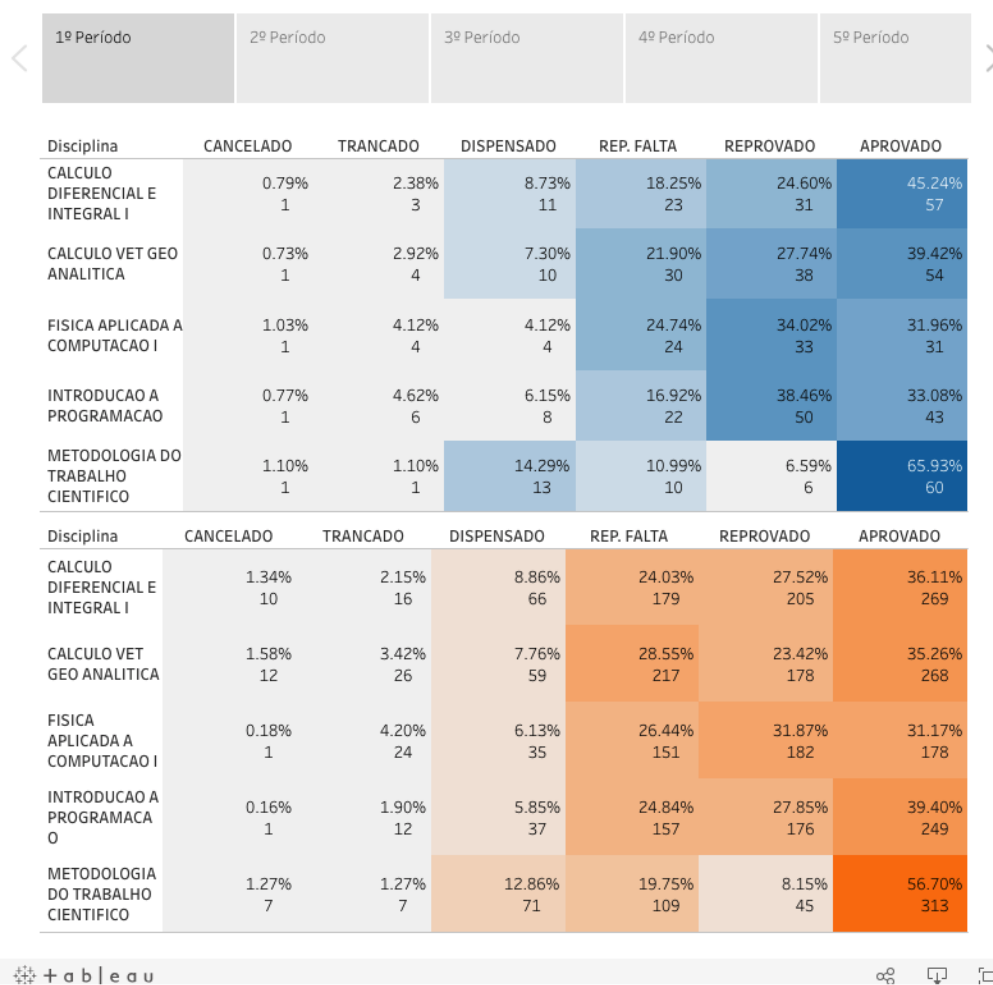 1º Período 2º Período 3º Período 4º Período 5º Período
Disciplina CANCELADO TRANCADO DISPENSADO REP. FALTA REPROVADO APROVADO
CALCULO
DIFERENCIAL E
INTEGRAL I
0.79% 2.38% 8.73% 18.25% 24.60% 45.24%
1 3 11 23 31 57
CALCULO VET GEO
ANALITICA
0.73% 2.92% 7.30% 21.90% 27.74% 39.42%
1 4 10 30 38 54
FISICA APLICADA A
COMPUTACAO I
1.03% 4.12% 4.12% 24.74% 34.02% 31.96%
1 4 4 24 33 31
INTRODUCAO A
PROGRAMACAO
0.77% 4.62% 6.15% 16.92% 38.46% 33.08%
1 6 8 22 50 43
METODOLOGIA DO
TRABALHO
CIENTIFICO
1.10% 1.10% 14.29% 10.99% 6.59% 65.93%
1 1 13 10 6 60
Disciplina CANCELADO TRANCADO DISPENSADO REP. FALTA REPROVADO APROVADO
CALCULO
DIFERENCIAL E
INTEGRAL I
1.34% 2.15% 8.86% 24.03% 27.52% 36.11%
10 16 66 179 205 269
CALCULO VET
GEO ANALITICA
1.58% 3.42% 7.76% 28.55% 23.42% 35.26%
12 26 59 217 178 268
FISICA
APLICADA A
COMPUTACAO I
0.18% 4.20% 6.13% 26.44% 31.87% 31.17%
1 24 35 151 182 178
INTRODUCAO A
PROGRAMACA
O
0.16% 1.90% 5.85% 24.84% 27.85% 39.40%
1 12 37 157 176 249
METODOLOGIA
DO TRABALHO
CIENTIFICO
1.27% 1.27% 12.86% 19.75% 8.15% 56.70%
7 7 71 109 45 313
+ableau